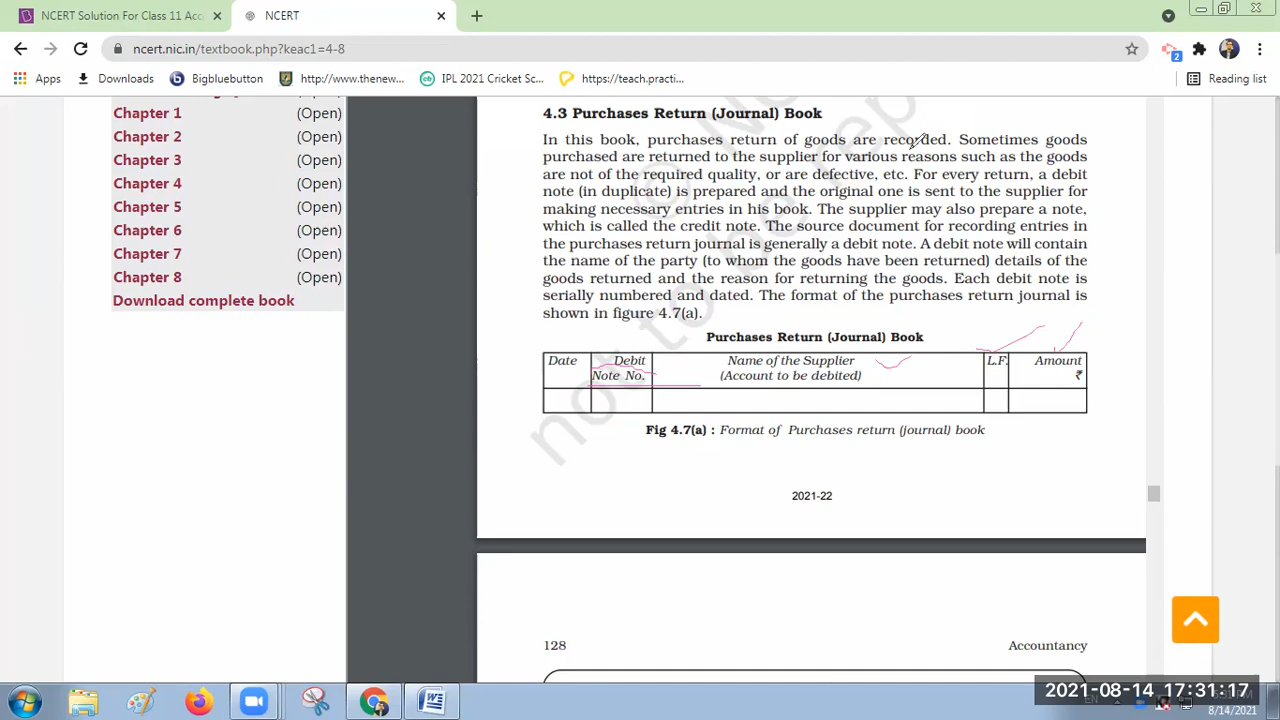 NCERT Solution For Class 11 Acco
NCERT
ncert.nic.in/textbook.php?keac1=4-8
2
Apps
Downloads
Bigbluebutton
http://www.thenew...
IPL 2021 Cricket Sc...
https://teach.practi...
Reading list
Chapter 1 (Open)
Chapter 2 (Open)
Chapter 3 (Open)
Chapter 4 (Open)
Chapter 5 (Open)
Chapter 6 (Open)
Chapter 7 (Open)
Chapter 8 (Open)
Download complete book
4.3 Purchases Return (Journal) Book
In this book, purchases return of goods are recorded. Sometimes goods
purchased are returned to the supplier for various reasons such as the goods
are not of the required quality, or are defective, etc. For every return, a debit
note (in duplicate) is prepared and the original one is sent to the supplier for
making necessary entries in his book. The supplier may also prepare a note,
which is called the credit note. The source document for recording entries in
the purchases return journal is generally a debit note. A debit note will contain
the name of the party (to whom the goods have been returned) details of the
goods returned and the reason for returning the goods. Each debit note is
serially numbered and dated. The format of the purchases return journal is
shown in figure 4.7(a).
Purchases Return (Journal) Book
Date Debit Name of the Supplier L.F. Amount
Note No. (Account to be debited) ₹
Fig 4.7(a) : Format of Purchases return (journal) book
not to be
2021-22
128 Accountancy
2021-08-14 17:31:17
8/14/2021